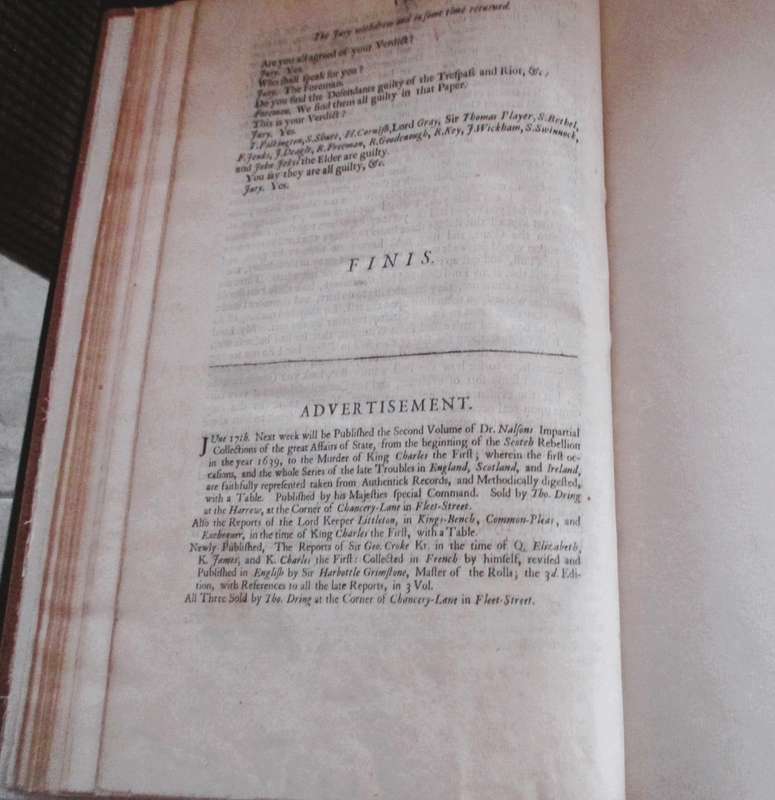 The Jury withdrew and in some time returned.
Are you all agreed of your Verdict?
Jury. Yes.
Who shall speak for you?
Jury. The Foreman.
Do you find the Defendants guilty of the Trespass and Riot, &c.
Foreman. We find them all guilty in that Paper.
This is your Verdict?
Jury. Yes.
T. Pilkington, S. Shute, H. Cornish, Lord Gray, Sir Thomas Player, S. Bethel,
F. Jenks, J. Deagle, R. Freeman, R. Goodenough, R. Key, J. Wickham, S. Swinnock,
and John Jekel the Elder are guilty.
You say they are all guilty, &c.
Jury. Yes.
FINIS.
ADVERTISEMENT.
JUne 17th. Next week will be Publiſhed the Second Volume of Dr. Nalſons Impartial
Collections of the great Affairs of State, from the beginning of the Scotch Rebellion
in the year 1639, to the Murder of King Charles the Firſt; wherein the firſt oc-
caſions, and the whole Series of the late Troubles in England, Scotland, and Ireland,
are faithfully repreſented taken from Authentick Records, and Methodically digeſted,
with a Table. Publiſhed by his Majeſties ſpecial Command. Sold by Tho. Dring
at the Harrow, at the Corner of Chancery-Lane in Fleet-Street.
Alſo the Reports of the Lord Keeper Littleton, in Kings-Bench, Common-Pleas, and
Exchequer, in the time of King Charles the Firſt, with a Table.
Newly Publiſhed, The Reports of Sir Geo. Croke Kt. in the time of Q. Elizabeth,
K. James, and K. Charles the Firſt: Collected in French by himſelf, reviſed and
Publiſhed in Engliſh by Sir Harbottle Grimſtone, Maſter of the Rolls; the 3d. Edi-
tion, with References to all the late Reports, in 3 Vol.
All Three Sold by Tho. Dring at the Corner of Chancery-Lane in Fleet-Street.